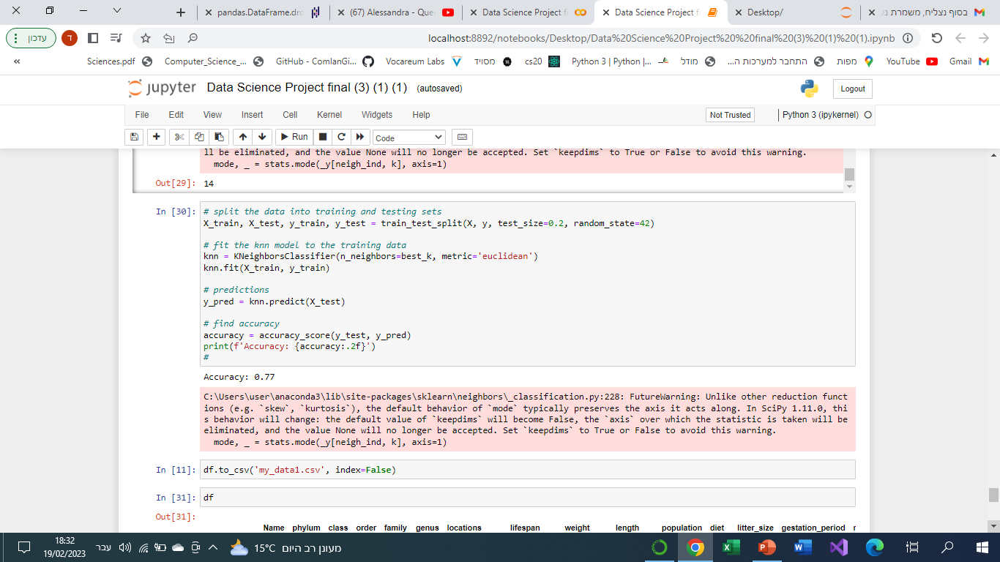 pandas.DataFrame.dro
(67) Alessandra - Que
Data Science Project f
Data Science Project f
Desktop/
בסוף נצליח, משמרת
עדכון
ד
localhost:8892/notebooks/Desktop/Data%20Science%20Project%20%20final%20(3)%20(1)%20(1).ipynb
«
Sciences.pdf
Computer_Science_...
GitHub - ComlanGi...
Vocareum Labs
מסויד
cs20
Python 3 | Python |...
מודל
התחבר למערכות ה...
מפות
YouTube
Gmail
jupyter Data Science Project final (3) (1) (1) (autosaved)
Logout
File Edit View Insert Cell Kernel Widgets Help
Not Trusted
Python 3 (ipykernel)
Run
Code
ll be eliminated, and the value None will no longer be accepted. Set `keepdims` to True or False to avoid this warning.
mode, _ = stats.mode(_y[neigh_ind, k], axis=1)
Out[29]: 14
In [30]: # split the data into training and testing sets
X_train, X_test, y_train, y_test = train_test_split(X, y, test_size=0.2, random_state=42)
# fit the knn model to the training data
knn = KNeighborsClassifier(n_neighbors=best_k, metric='euclidean')
knn.fit(X_train, y_train)
# predictions
y_pred = knn.predict(X_test)
# find accuracy
accuracy = accuracy_score(y_test, y_pred)
print(f'Accuracy: {accuracy:.2f}')
#
Accuracy: 0.77
C:\Users\user\anaconda3\lib\site-packages\sklearn\neighbors\_classification.py:228: FutureWarning: Unlike other reduction funct
ions (e.g. `skew`, `kurtosis`), the default behavior of `mode` typically preserves the axis it acts along. In SciPy 1.11.0, thi
s behavior will change: the default value of `keepdims` will become False, the `axis` over which the statistic is taken will be
eliminated, and the value None will no longer be accepted. Set `keepdims` to True or False to avoid this warning.
mode, _ = stats.mode(_y[neigh_ind, k], axis=1)
In [11]: df.to_csv('my_data1.csv', index=False)
In [31]: df
Out[31]:
Name phylum class order family genus locations lifespan weight length population diet litter_size gestation_period
18:32
19/02/2023
עבר
15°C מעונן רב היום